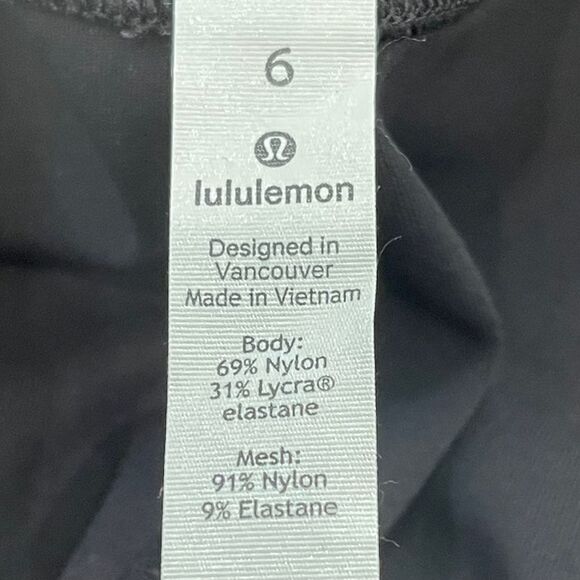 6
lululemon
Designed in
Vancouver
Made in Vietnam
Body:
69% Nylon
31% Lycra®
elastane
Mesh:
91% Nylon
9% Elastane